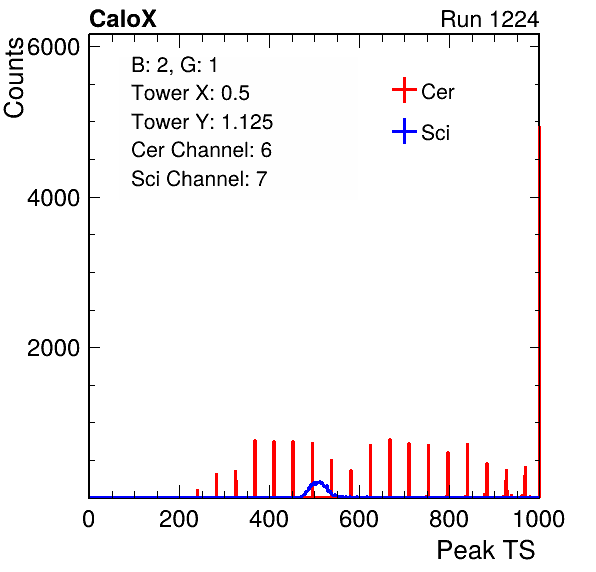 CaloX Run 1224
Counts
6000
4000
2000
B: 2, G: 1
Tower X: 0.5
Tower Y: 1.125
Cer Channel: 6
Sci Channel: 7
Cer
Sci
0 200 400 600 800 1000
Peak TS